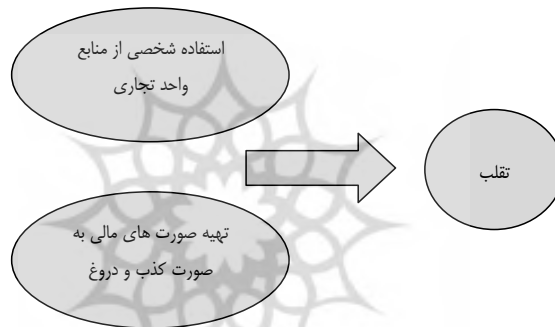 استفاده شخصی از منابع
واحد تجاری
تقلب
تهیه صورت های مالی به
صورت کذب و دروغ